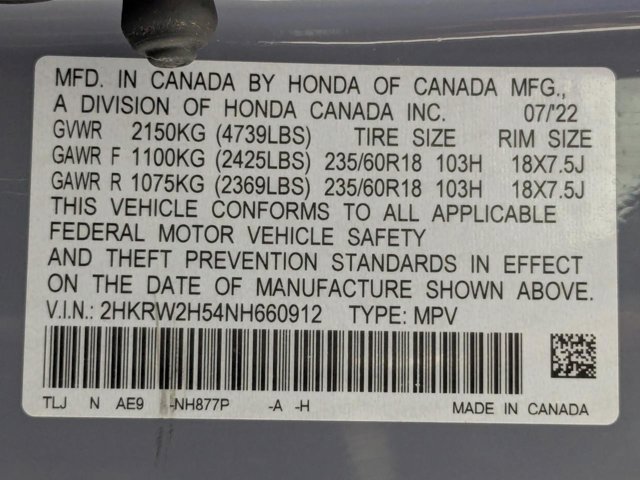 MFD. IN CANADA BY HONDA OF CANADA MFG.,
A DIVISION OF HONDA CANADA INC. 07/'22
GVWR 2150KG (4739LBS) TIRE SIZE RIM SIZE
GAWR F 1100KG (2425LBS) 235/60R18 103H 18X7.5J
GAWR R 1075KG (2369LBS) 235/60R18 103H 18X7.5J
THIS VEHICLE CONFORMS TO ALL APPLICABLE
FEDERAL MOTOR VEHICLE SAFETY
AND THEFT PREVENTION STANDARDS IN EFFECT
ON THE DATE OF MANUFACTURE SHOWN ABOVE.
V.I.N.: 2HKRW2H54NH660912 TYPE: MPV
TLJ N AE9 -NH877P -A -H MADE IN CANADA